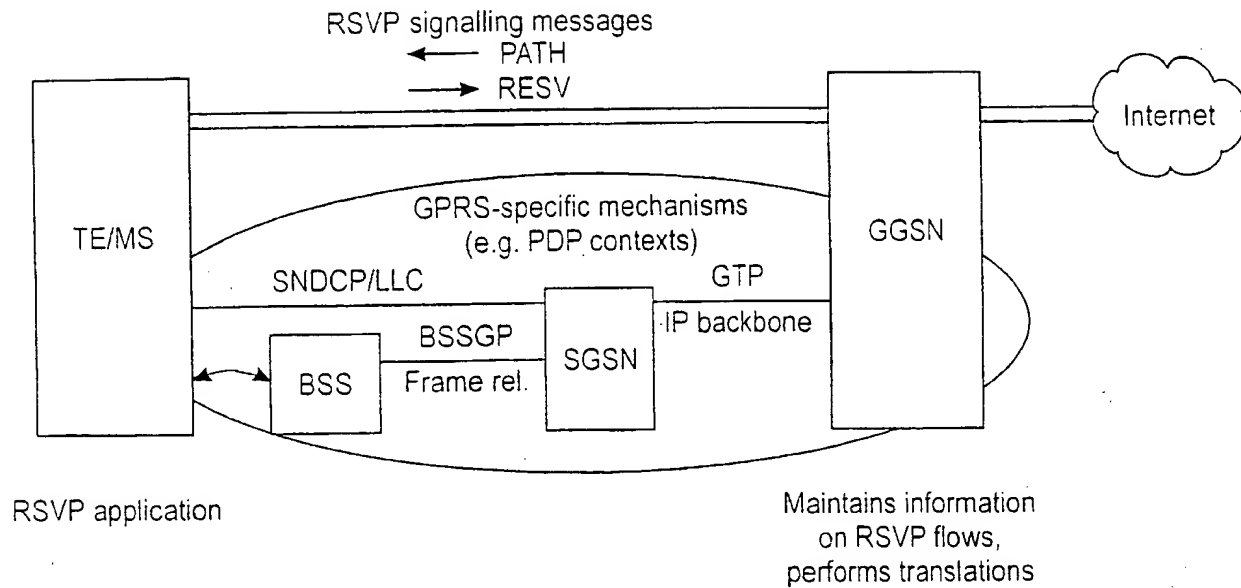 RSVP signalling messages
PATH
RESV
Internet
TE/MS
GPRS-specific mechanisms
(e.g. PDP contexts)
GGSN
SNDCP/LLC
GTP
BSSGP
IP backbone
SGSN
BSS
Frame rel.
RSVP application
Maintains information
on RSVP flows,
performs translations